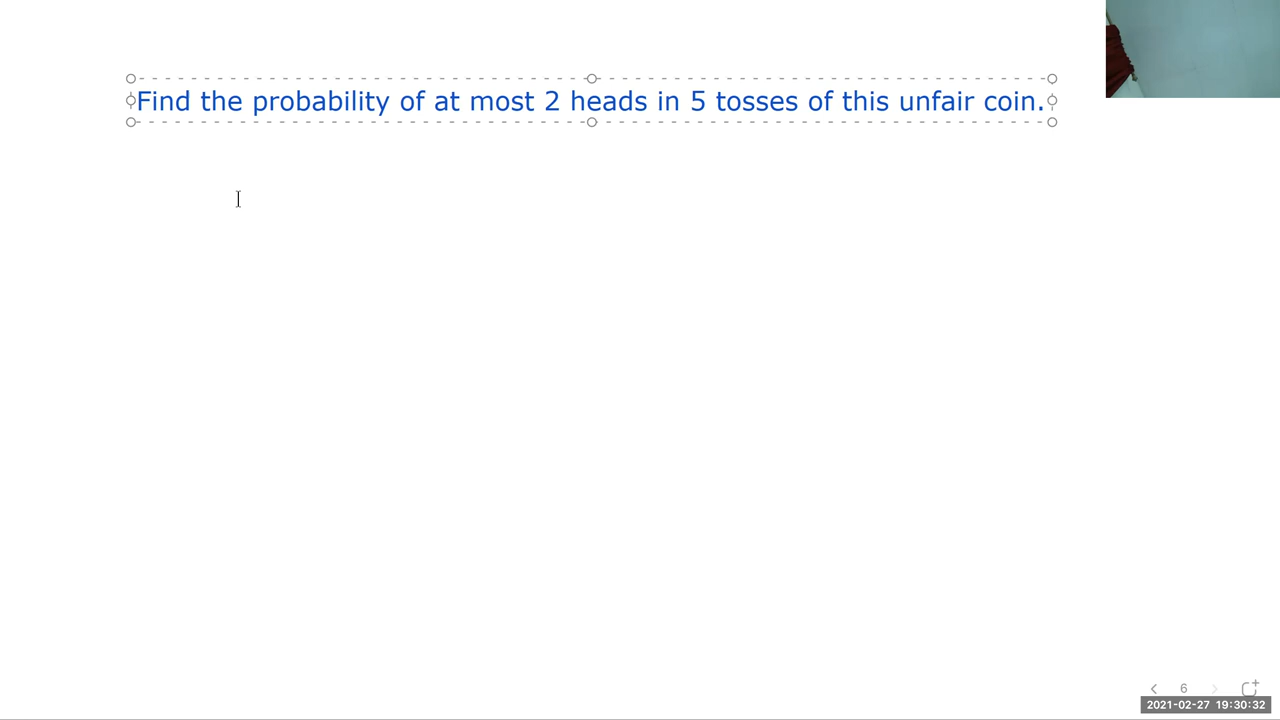 Find the probability of at most 2 heads in 5 tosses of this unfair coin.
6
2021-02-27 19:30:32